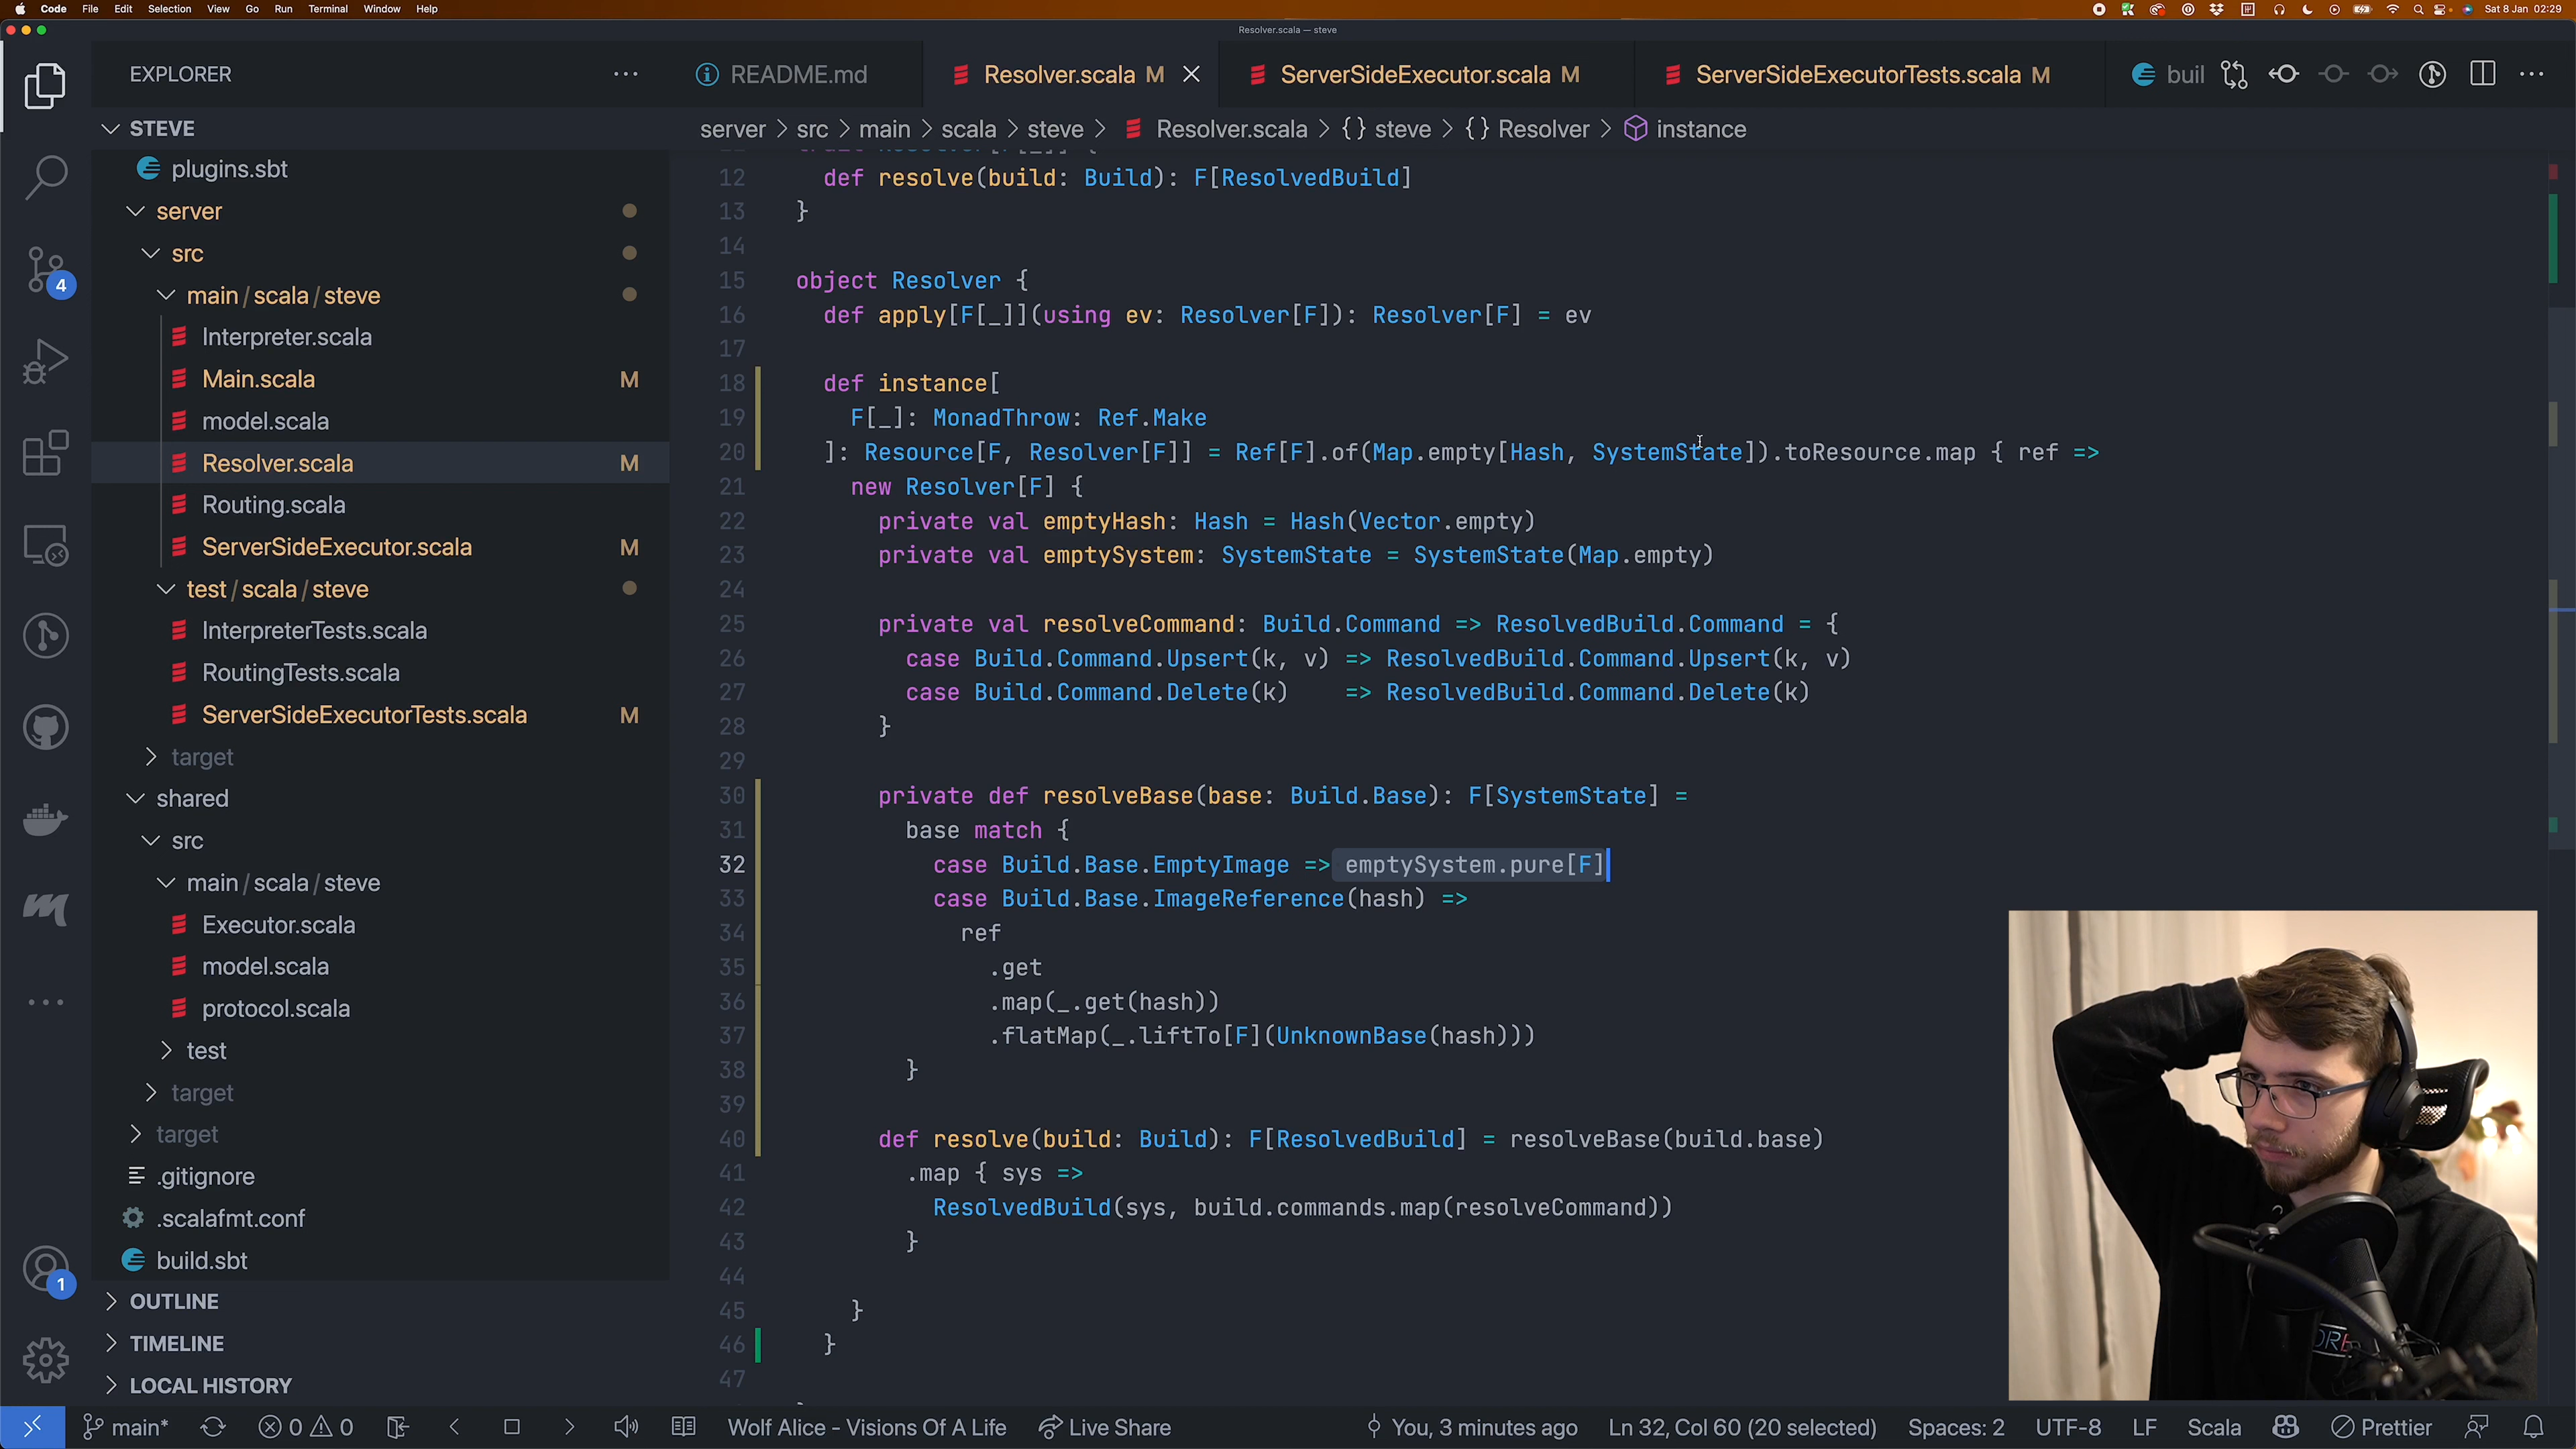 Code File Edit Selection View Go Run Terminal Window Help
Sat 8 Jan 02:29
Resolver.scala — steve
EXPLORER
README.md
Resolver.scala M
ServerSideExecutor.scala M
ServerSideExecutorTests.scala M
buil
STEVE
server > src > main > scala > steve > Resolver.scala > {} steve > {} Resolver > instance
plugins.sbt
server
src
main / scala / steve
Interpreter.scala
Main.scala M
model.scala
Resolver.scala M
Routing.scala
ServerSideExecutor.scala M
test / scala / steve
InterpreterTests.scala
RoutingTests.scala
ServerSideExecutorTests.scala M
target
shared
src
main / scala / steve
Executor.scala
model.scala
protocol.scala
test
target
target
.gitignore
.scalafmt.conf
build.sbt
OUTLINE
TIMELINE
LOCAL HISTORY
4
1
12 def resolve(build: Build): F[ResolvedBuild]
13 }
14
15 object Resolver {
16 def apply[F[_]](using ev: Resolver[F]): Resolver[F] = ev
17
18 def instance[
19 F[_]: MonadThrow: Ref.Make
20 ]: Resource[F, Resolver[F]] = Ref[F].of(Map.empty[Hash, SystemState]).toResource.map { ref =>
21 new Resolver[F] {
22 private val emptyHash: Hash = Hash(Vector.empty)
23 private val emptySystem: SystemState = SystemState(Map.empty)
24
25 private val resolveCommand: Build.Command => ResolvedBuild.Command = {
26 case Build.Command.Upsert(k, v) => ResolvedBuild.Command.Upsert(k, v)
27 case Build.Command.Delete(k) => ResolvedBuild.Command.Delete(k)
28 }
29
30 private def resolveBase(base: Build.Base): F[SystemState] =
31 base match {
32 case Build.Base.EmptyImage => emptySystem.pure[F]
33 case Build.Base.ImageReference(hash) =>
34 ref
35 .get
36 .map(_.get(hash))
37 .flatMap(_.liftTo[F](UnknownBase(hash)))
38 }
39
40 def resolve(build: Build): F[ResolvedBuild] = resolveBase(build.base)
41 .map { sys =>
42 ResolvedBuild(sys, build.commands.map(resolveCommand))
43 }
44
45 }
46 }
47
main* 0 0 Wolf Alice - Visions Of A Life Live Share You, 3 minutes ago Ln 32, Col 60 (20 selected) Spaces: 2 UTF-8 LF Scala Prettier